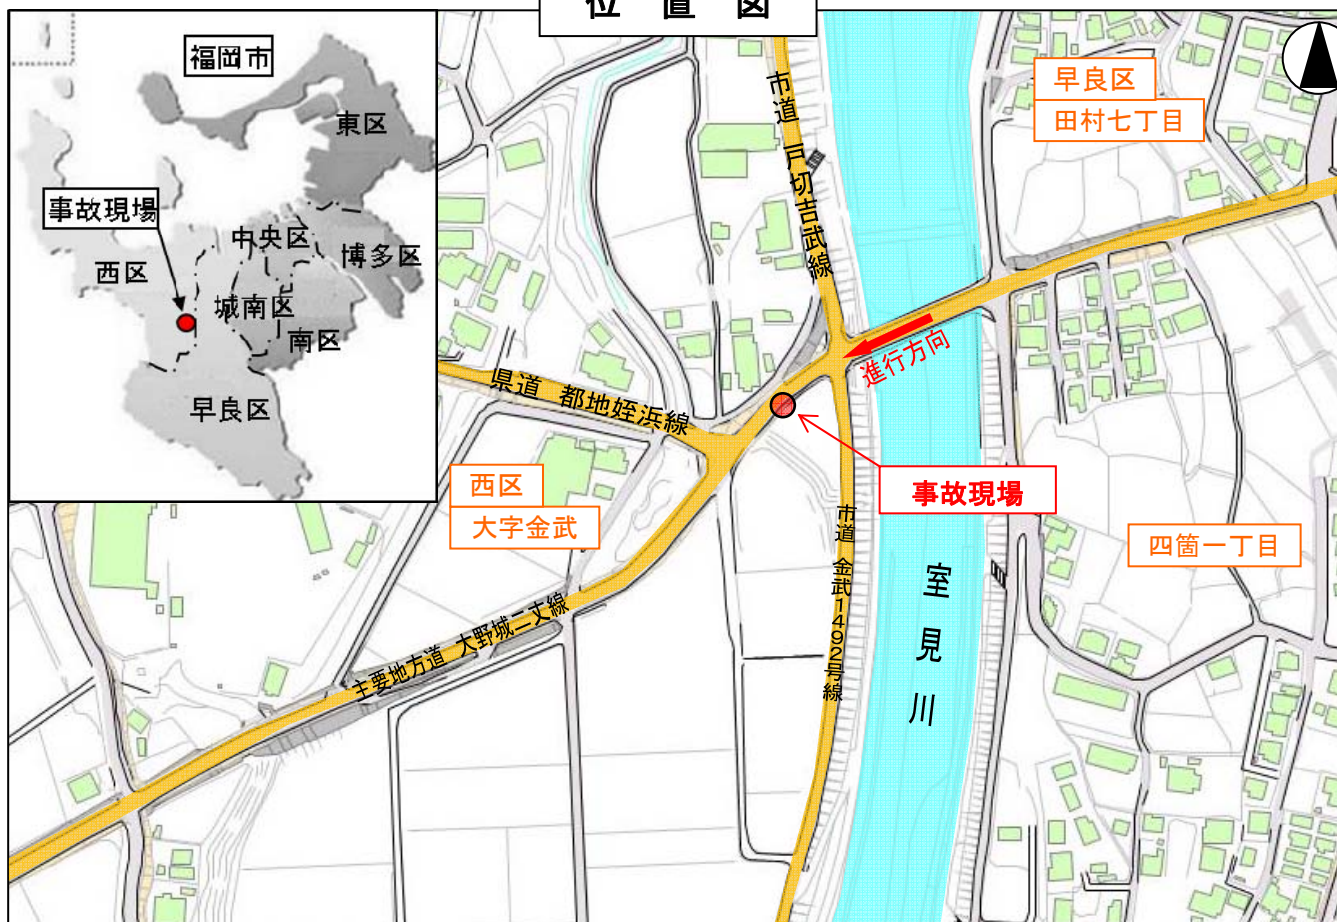 位置図
福岡市
東区
事故現場
中央区
博多区
西区
城南区
南区
早良区
早良区
田村七丁目
市道 戸切吉武線
進行方向
県道 都地姪浜線
西区
大字金武
事故現場
四箇一丁目
市道 金武1492号線
室見川
主要地方道 大野城二丈線